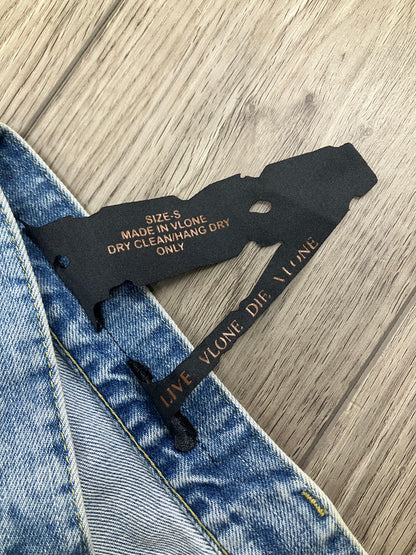 SIZE-S
MADE IN VLONE
DRY CLEAN/HANG DRY
ONLY
LIVE VLONE DIE VLONE